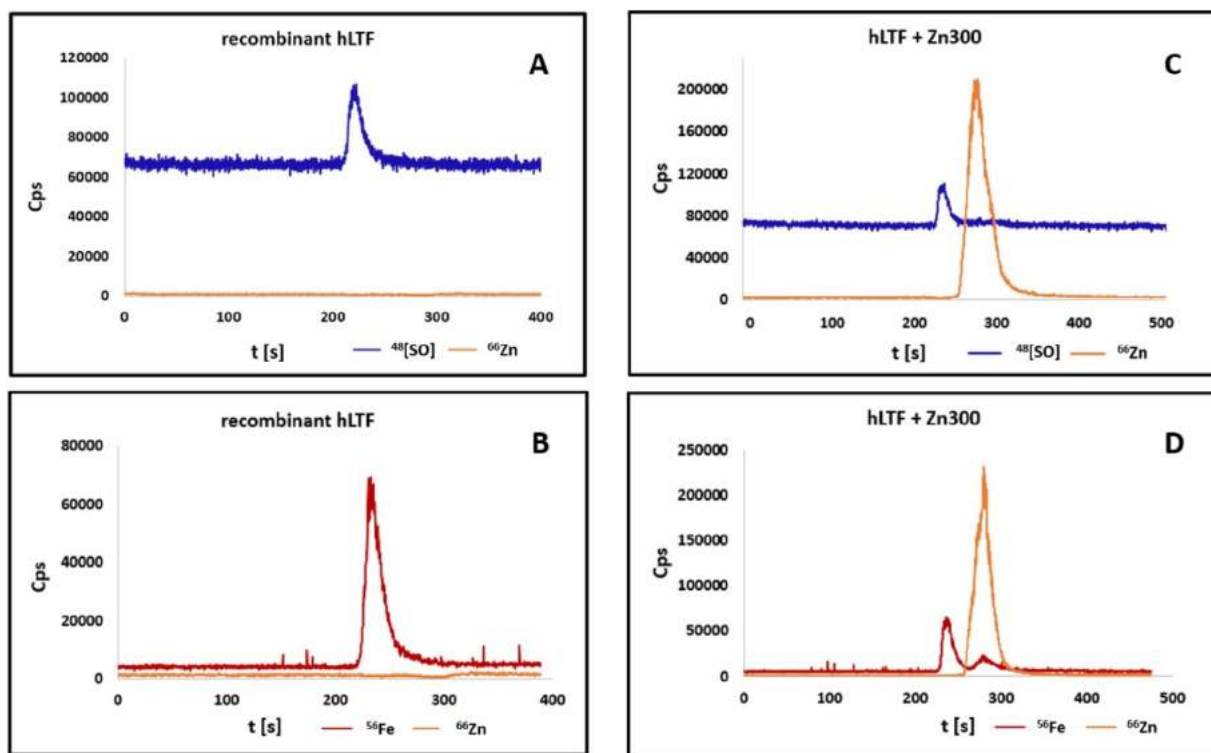 recombinant hLTF
A
120000
100000
80000
60000
40000
20000
0
Cps
0 100 200 300 400
t [s]
⁴⁸[SO] ⁶⁶Zn
hLTF + Zn300
C
200000
160000
120000
80000
40000
0
Cps
0 100 200 300 400 500
t [s]
⁴⁸[SO] ⁶⁶Zn
recombinant hLTF
B
80000
60000
40000
20000
0
Cps
0 100 200 300 400
t [s]
⁵⁶Fe ⁶⁶Zn
hLTF + Zn300
D
250000
200000
150000
100000
50000
0
Cps
0 100 200 300 400 500
t [s]
⁵⁶Fe ⁶⁶Zn